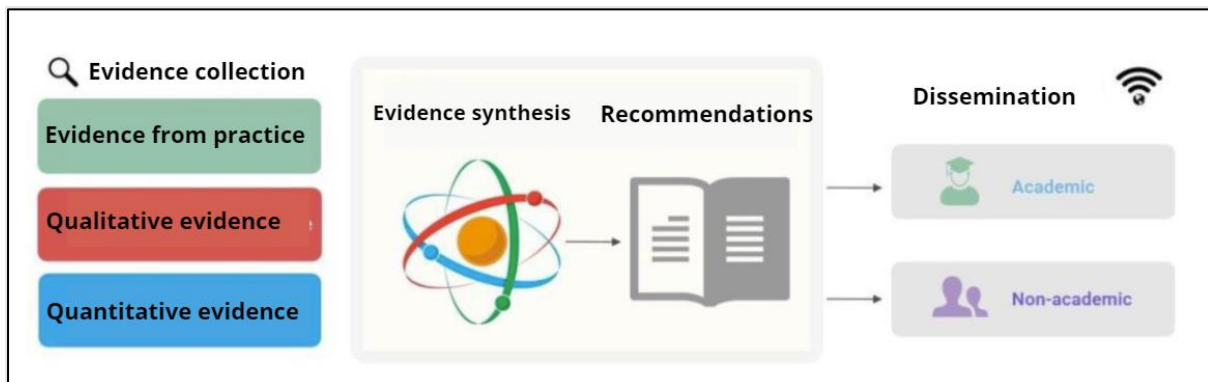 Evidence collection
Evidence from practice
Qualitative evidence
Quantitative evidence
Evidence synthesis
Recommendations
Dissemination
Academic
Non-academic